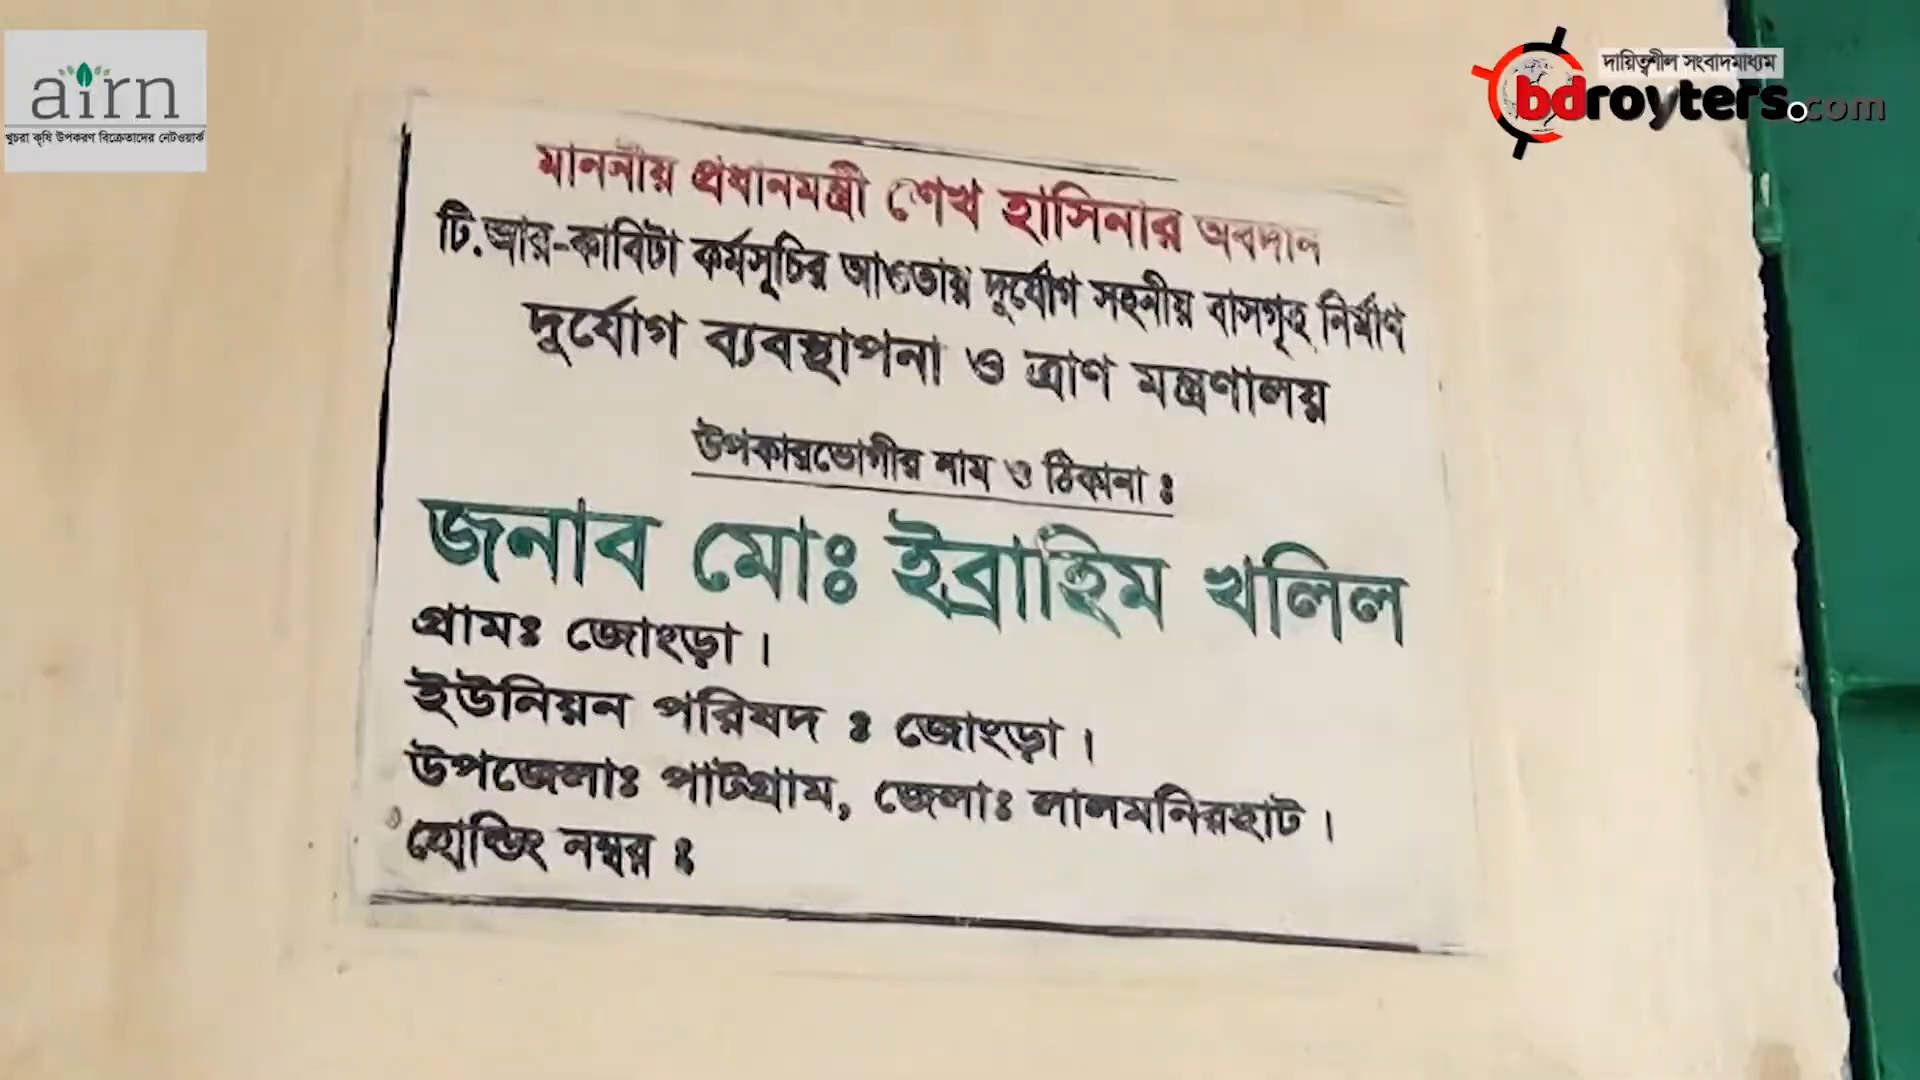 airn
খুচরা কৃষি উপকরণ বিক্রেতাদের নেটওয়ার্ক
দায়িত্বশীল সংবাদমাধ্যম
bdroyters.com
মাননীয় প্রধানমন্ত্রী শেখ হাসিনার অবদান
টি.আর-কাবিটা কর্মসূচির আওতায় দুর্যোগ সহনীয় বাসগৃহ নির্মাণ
দুর্যোগ ব্যবস্থাপনা ও ত্রাণ মন্ত্রণালয়
উপকারভোগীর নাম ও ঠিকানা ঃ
জনাব মোঃ ইব্রাহিম খলিল
গ্রামঃ জোংড়া।
ইউনিয়ন পরিষদ ঃ জোংড়া।
উপজেলাঃ পাটগ্রাম, জেলাঃ লালমনিরহাট।
হোল্ডিং নম্বর ঃ